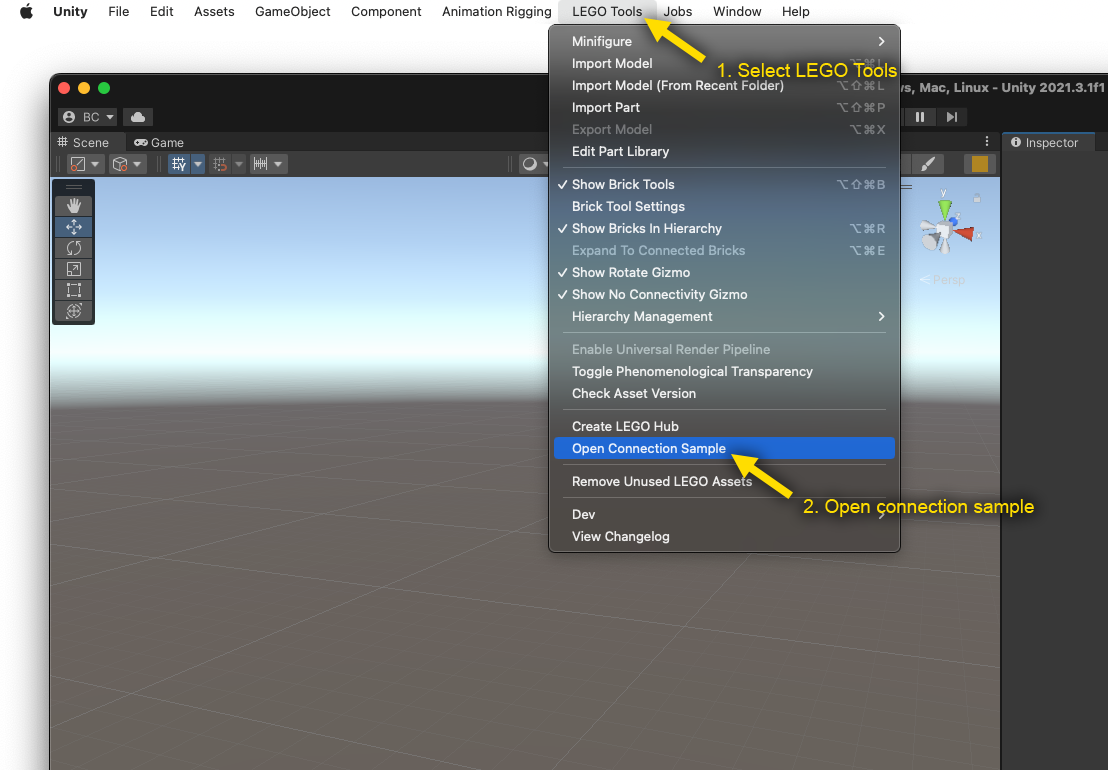 Unity File Edit Assets GameObject Component Animation Rigging LEGO Tools Jobs Window Help
Minifigure
Import Model
1. Select LEGO Tools
Import Model (From Recent Folder) ⌥⇧⌘L
, Mac, Linux - Unity 2021.3.1f1
Import Part ⌥⇧⌘P
BC
Export Model ⌥⌘X
Scene Game
Inspector
Edit Part Library
Show Brick Tools ⌥⇧⌘B
Y
Brick Tool Settings
Show Bricks In Hierarchy ⌥⌘R
Expand To Connected Bricks ⌥⌘E
Show Rotate Gizmo
Persp
Show No Connectivity Gizmo
Hierarchy Management
Enable Universal Render Pipeline
Toggle Phenomenological Transparency
Check Asset Version
Create LEGO Hub
Open Connection Sample
Remove Unused LEGO Assets
2. Open connection sample
Dev
View Changelog